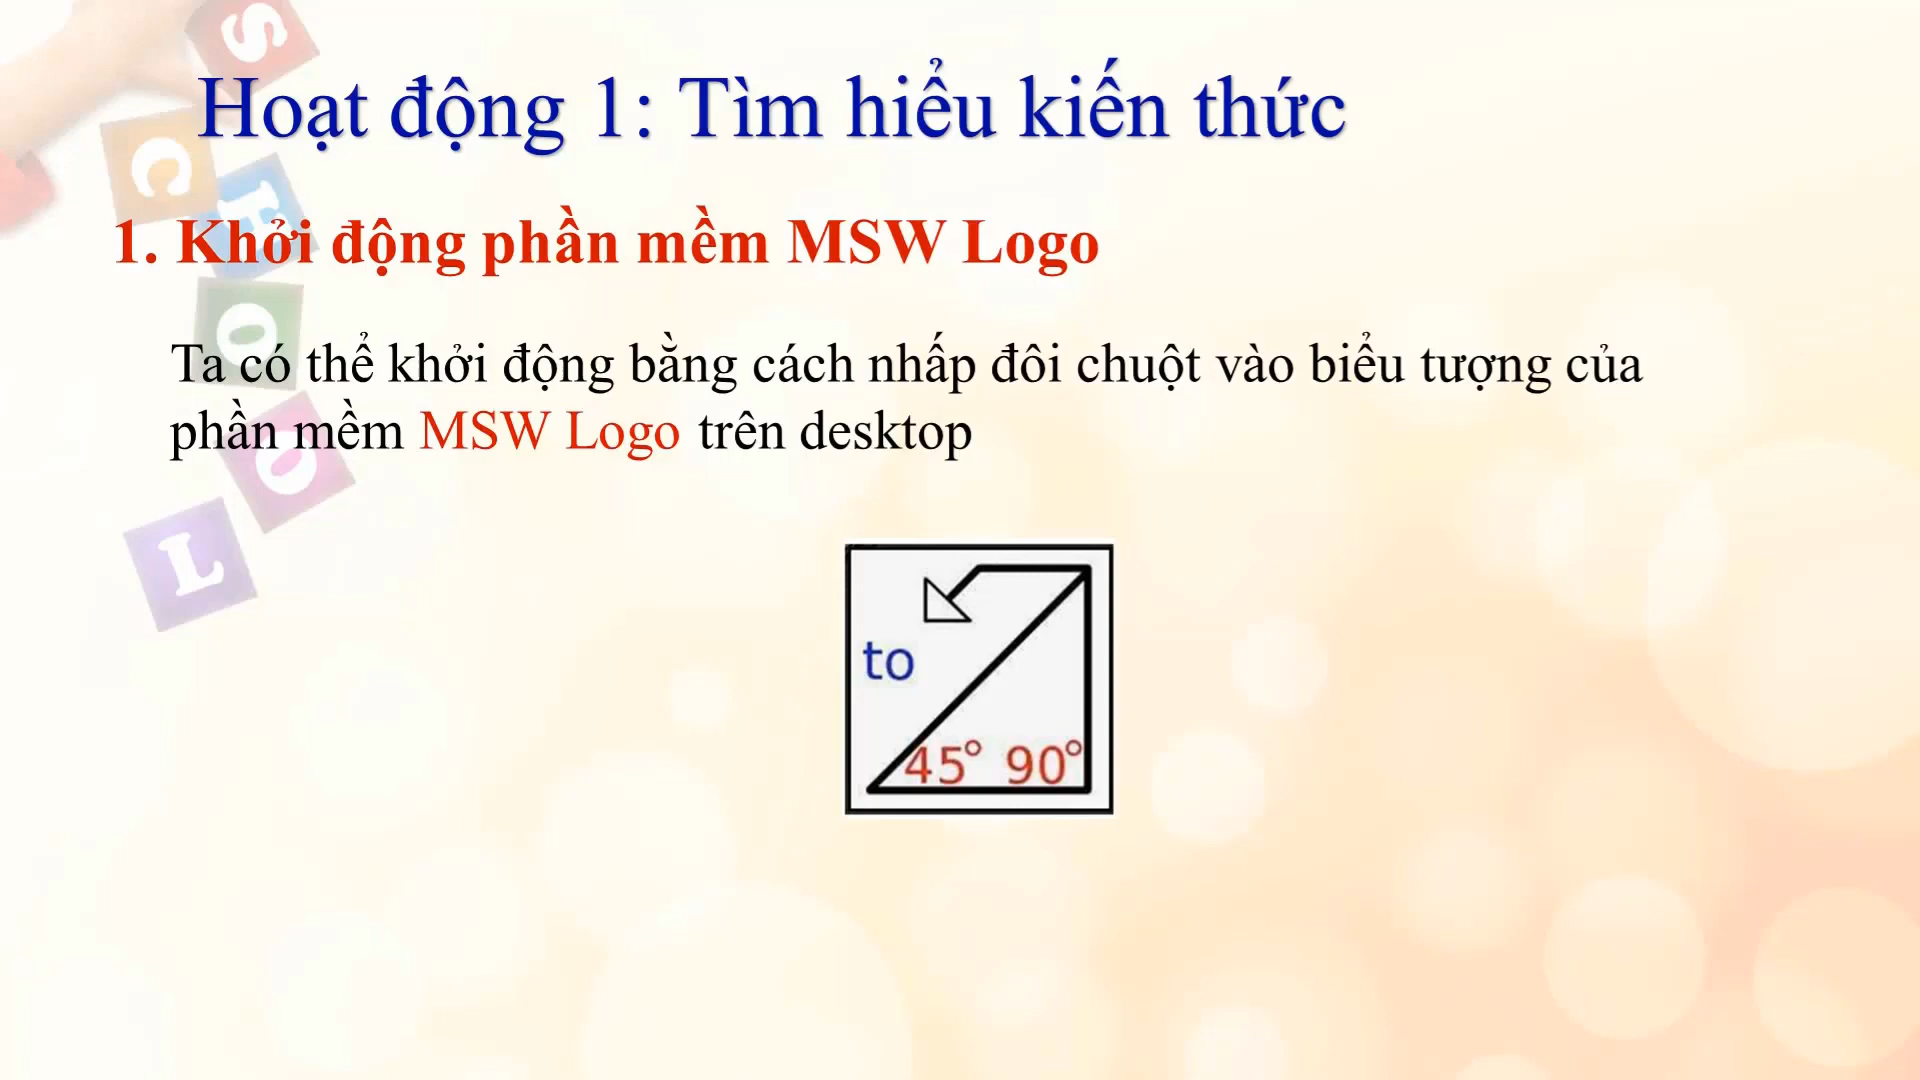 Hoạt động 1: Tìm hiểu kiến thức
1. Khởi động phần mềm MSW Logo
Ta có thể khởi động bằng cách nhấp đôi chuột vào biểu tượng của
phần mềm MSW Logo trên desktop
to
45° 90°
S
C
H
O
O
L